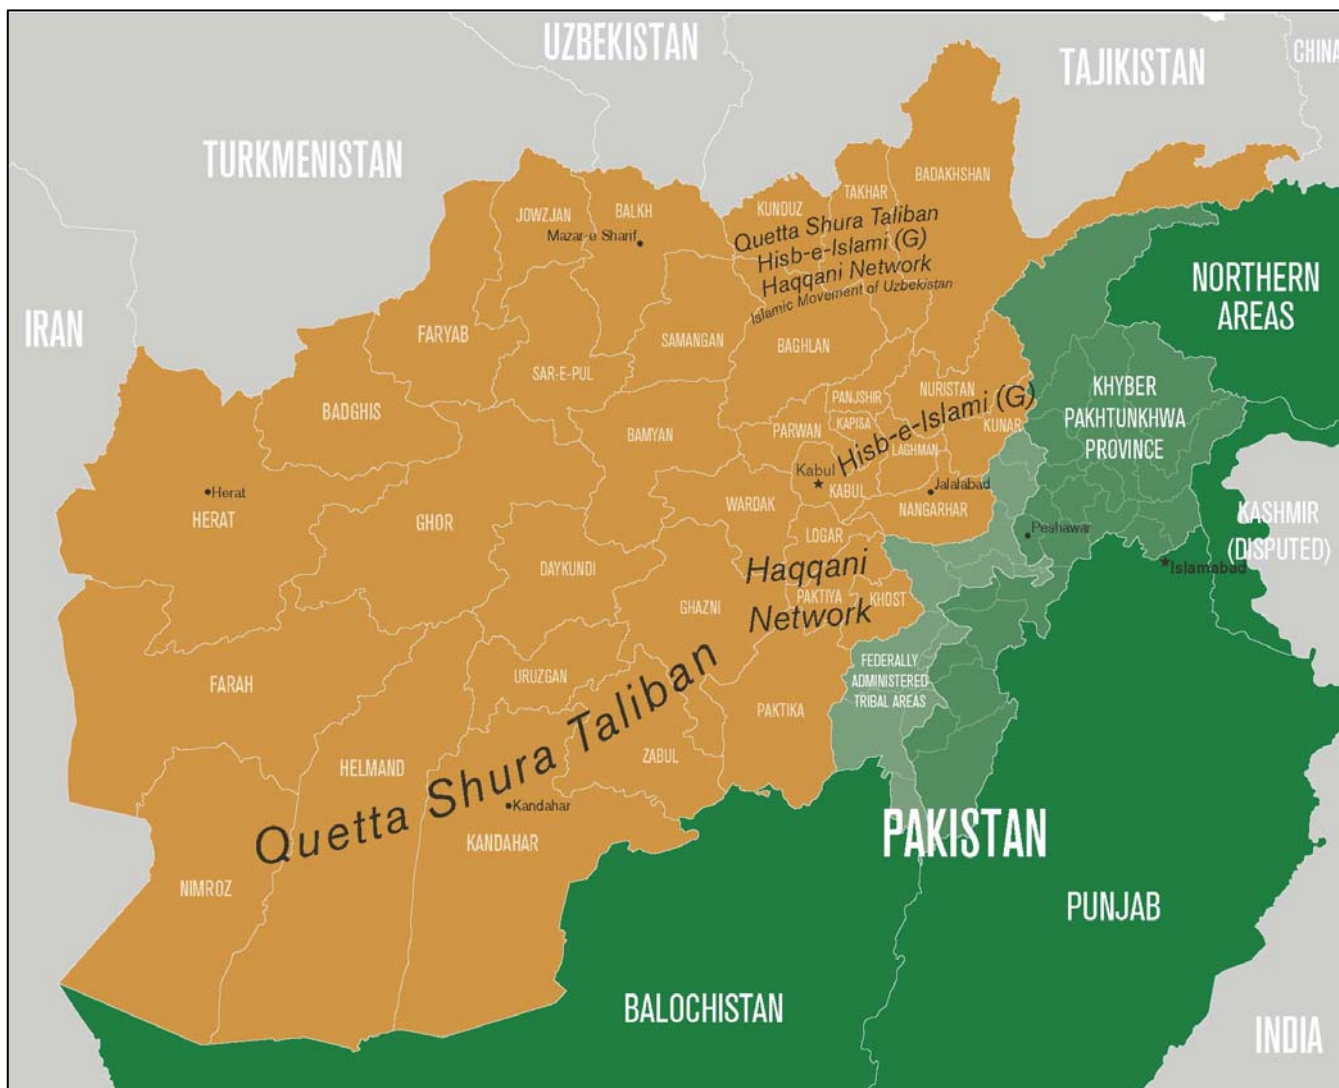 UZBEKISTAN
TAJIKISTAN
CHINA
TURKMENISTAN
BADAKHSHAN
TAKHAR
KUNDUZ
JOWZJAN
BALKH
Mazar-e Sharif
Quetta Shura Taliban
Hisb-e-Islami (G)
Haqqani Network
Islamic Movement of Uzbekistan
NORTHERN
AREAS
IRAN
FARYAB
SAMANGAN
BAGHLAN
SAR-E-PUL
BADGHIS
PANJSHIR
NURISTAN
KHYBER
PAKHTUNKHWA
PROVINCE
BAMYAN
PARWAN
KAPISA
KUNAR
Hisb-e-Islami (G)
LAGHMAN
Kabul
KABUL
Jalalabad
NANGARHAR
Herat
HERAT
GHOR
WARDAK
LOGAR
Peshawar
KASHMIR
(DISPUTED)
Islamabad
DAYKUNDI
GHAZNI
Haqqani
Network
PAKTIYA
KHOST
FARAH
URUZGAN
FEDERALLY
ADMINISTERED
TRIBAL AREAS
PAKTIKA
Quetta Shura Taliban
HELMAND
ZABUL
Kandahar
KANDAHAR
PAKISTAN
NIMROZ
PUNJAB
BALOCHISTAN
INDIA